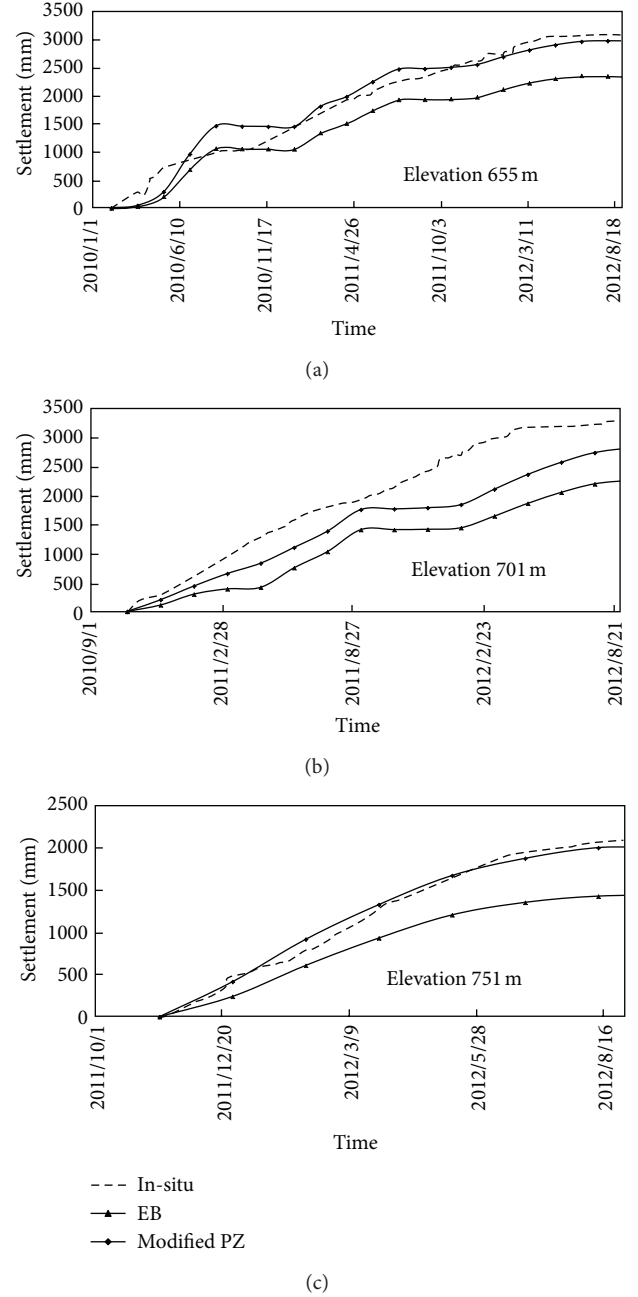 3500
3000
2500
2000
1500
1000
500
0
Settlement (mm)
Elevation 655 m
2010/1/1
2010/6/10
2010/11/17
2011/4/26
2011/10/3
2012/3/11
2012/8/18
Time
(a)
3500
3000
2500
2000
1500
1000
500
0
Settlement (mm)
Elevation 701 m
2010/9/1
2011/2/28
2011/8/27
2012/2/23
2012/8/21
Time
(b)
2500
2000
1500
1000
500
0
Settlement (mm)
Elevation 751 m
2011/10/1
2011/12/20
2012/3/9
2012/5/28
2012/8/16
Time
In-situ
EB
Modified PZ
(c)